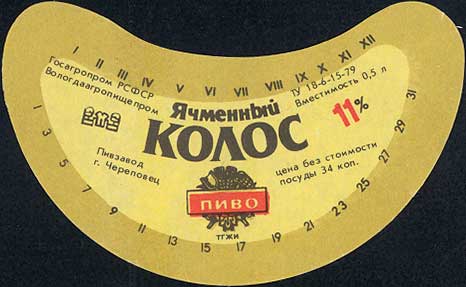 I II III IV V VI VII VIII IX X XI XII
Госагропром РСФСР
Вологдаагропищепром
ТУ 18-6-15-79
Вместимость 0,5 л
Ячменный
КОЛОС
11%
Пивзавод
г. Череповец
цена без стоимости
посуды 34 коп.
ПИВО
ТГЖИ
1 3 5 7 9 11 13 15 17 19 21 23 25 27 29 31